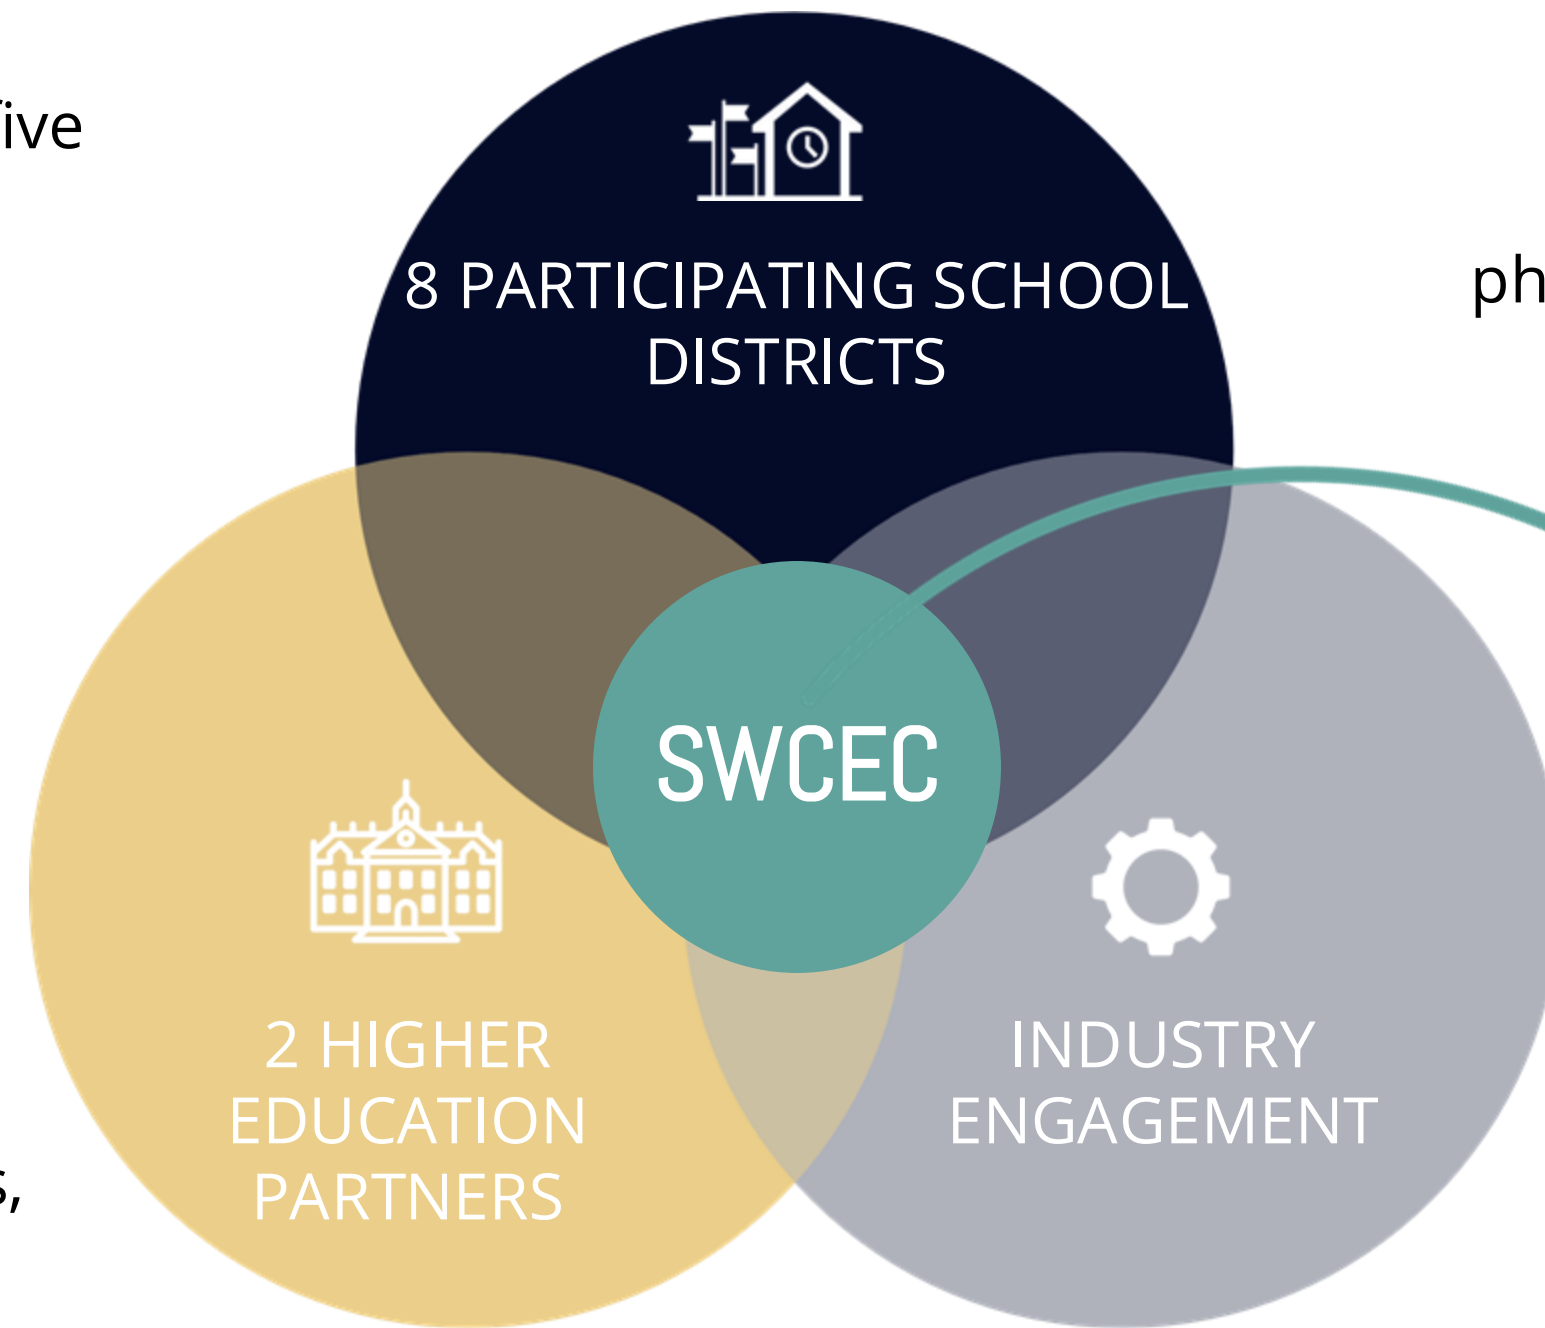 8 PARTICIPATING SCHOOL
DISTRICTS
SWCEC
2 HIGHER
EDUCATION
PARTNERS
INDUSTRY
ENGAGEMENT